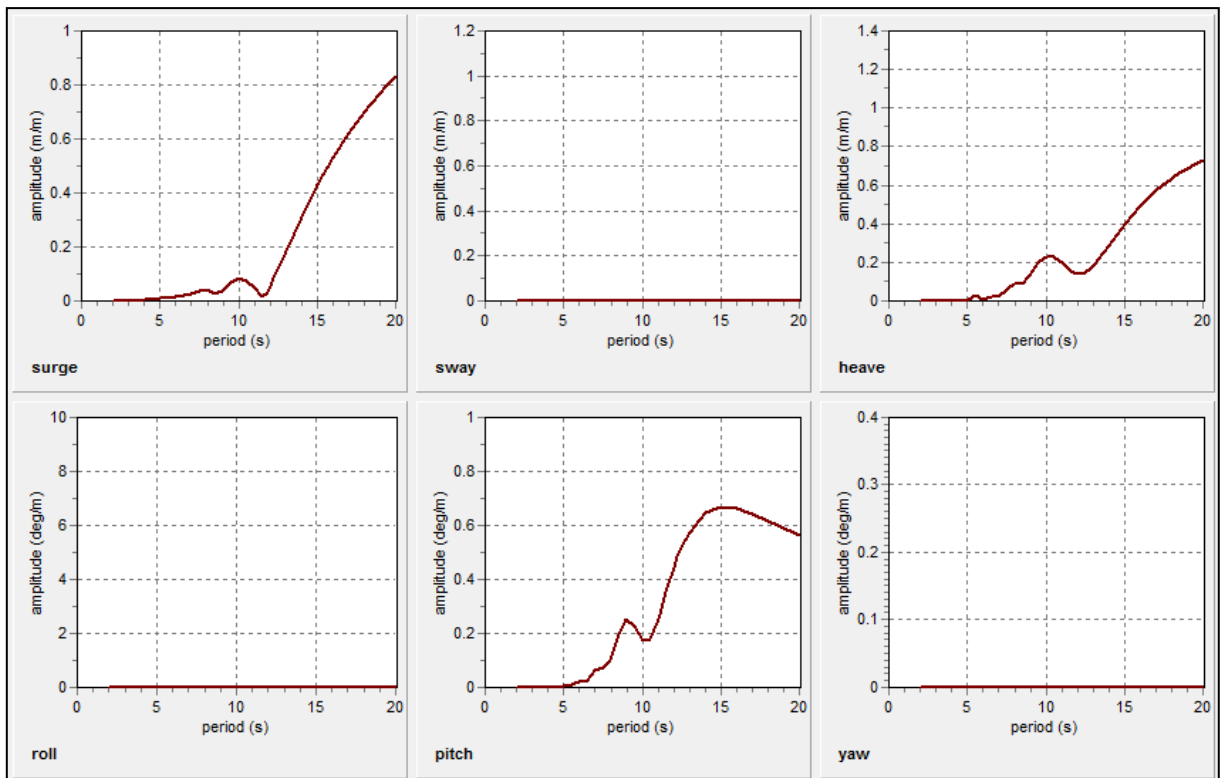 1
0.8
0.6
0.4
0.2
0
amplitude (m/m)
0 5 10 15 20
period (s)
surge
1.2
1
0.8
0.6
0.4
0.2
0
amplitude (m/m)
0 5 10 15 20
period (s)
sway
1.4
1.2
1
0.8
0.6
0.4
0.2
0
amplitude (m/m)
0 5 10 15 20
period (s)
heave
10
8
6
4
2
0
amplitude (deg/m)
0 5 10 15 20
period (s)
roll
1
0.8
0.6
0.4
0.2
0
amplitude (deg/m)
0 5 10 15 20
period (s)
pitch
0.4
0.3
0.2
0.1
0
amplitude (deg/m)
0 5 10 15 20
period (s)
yaw